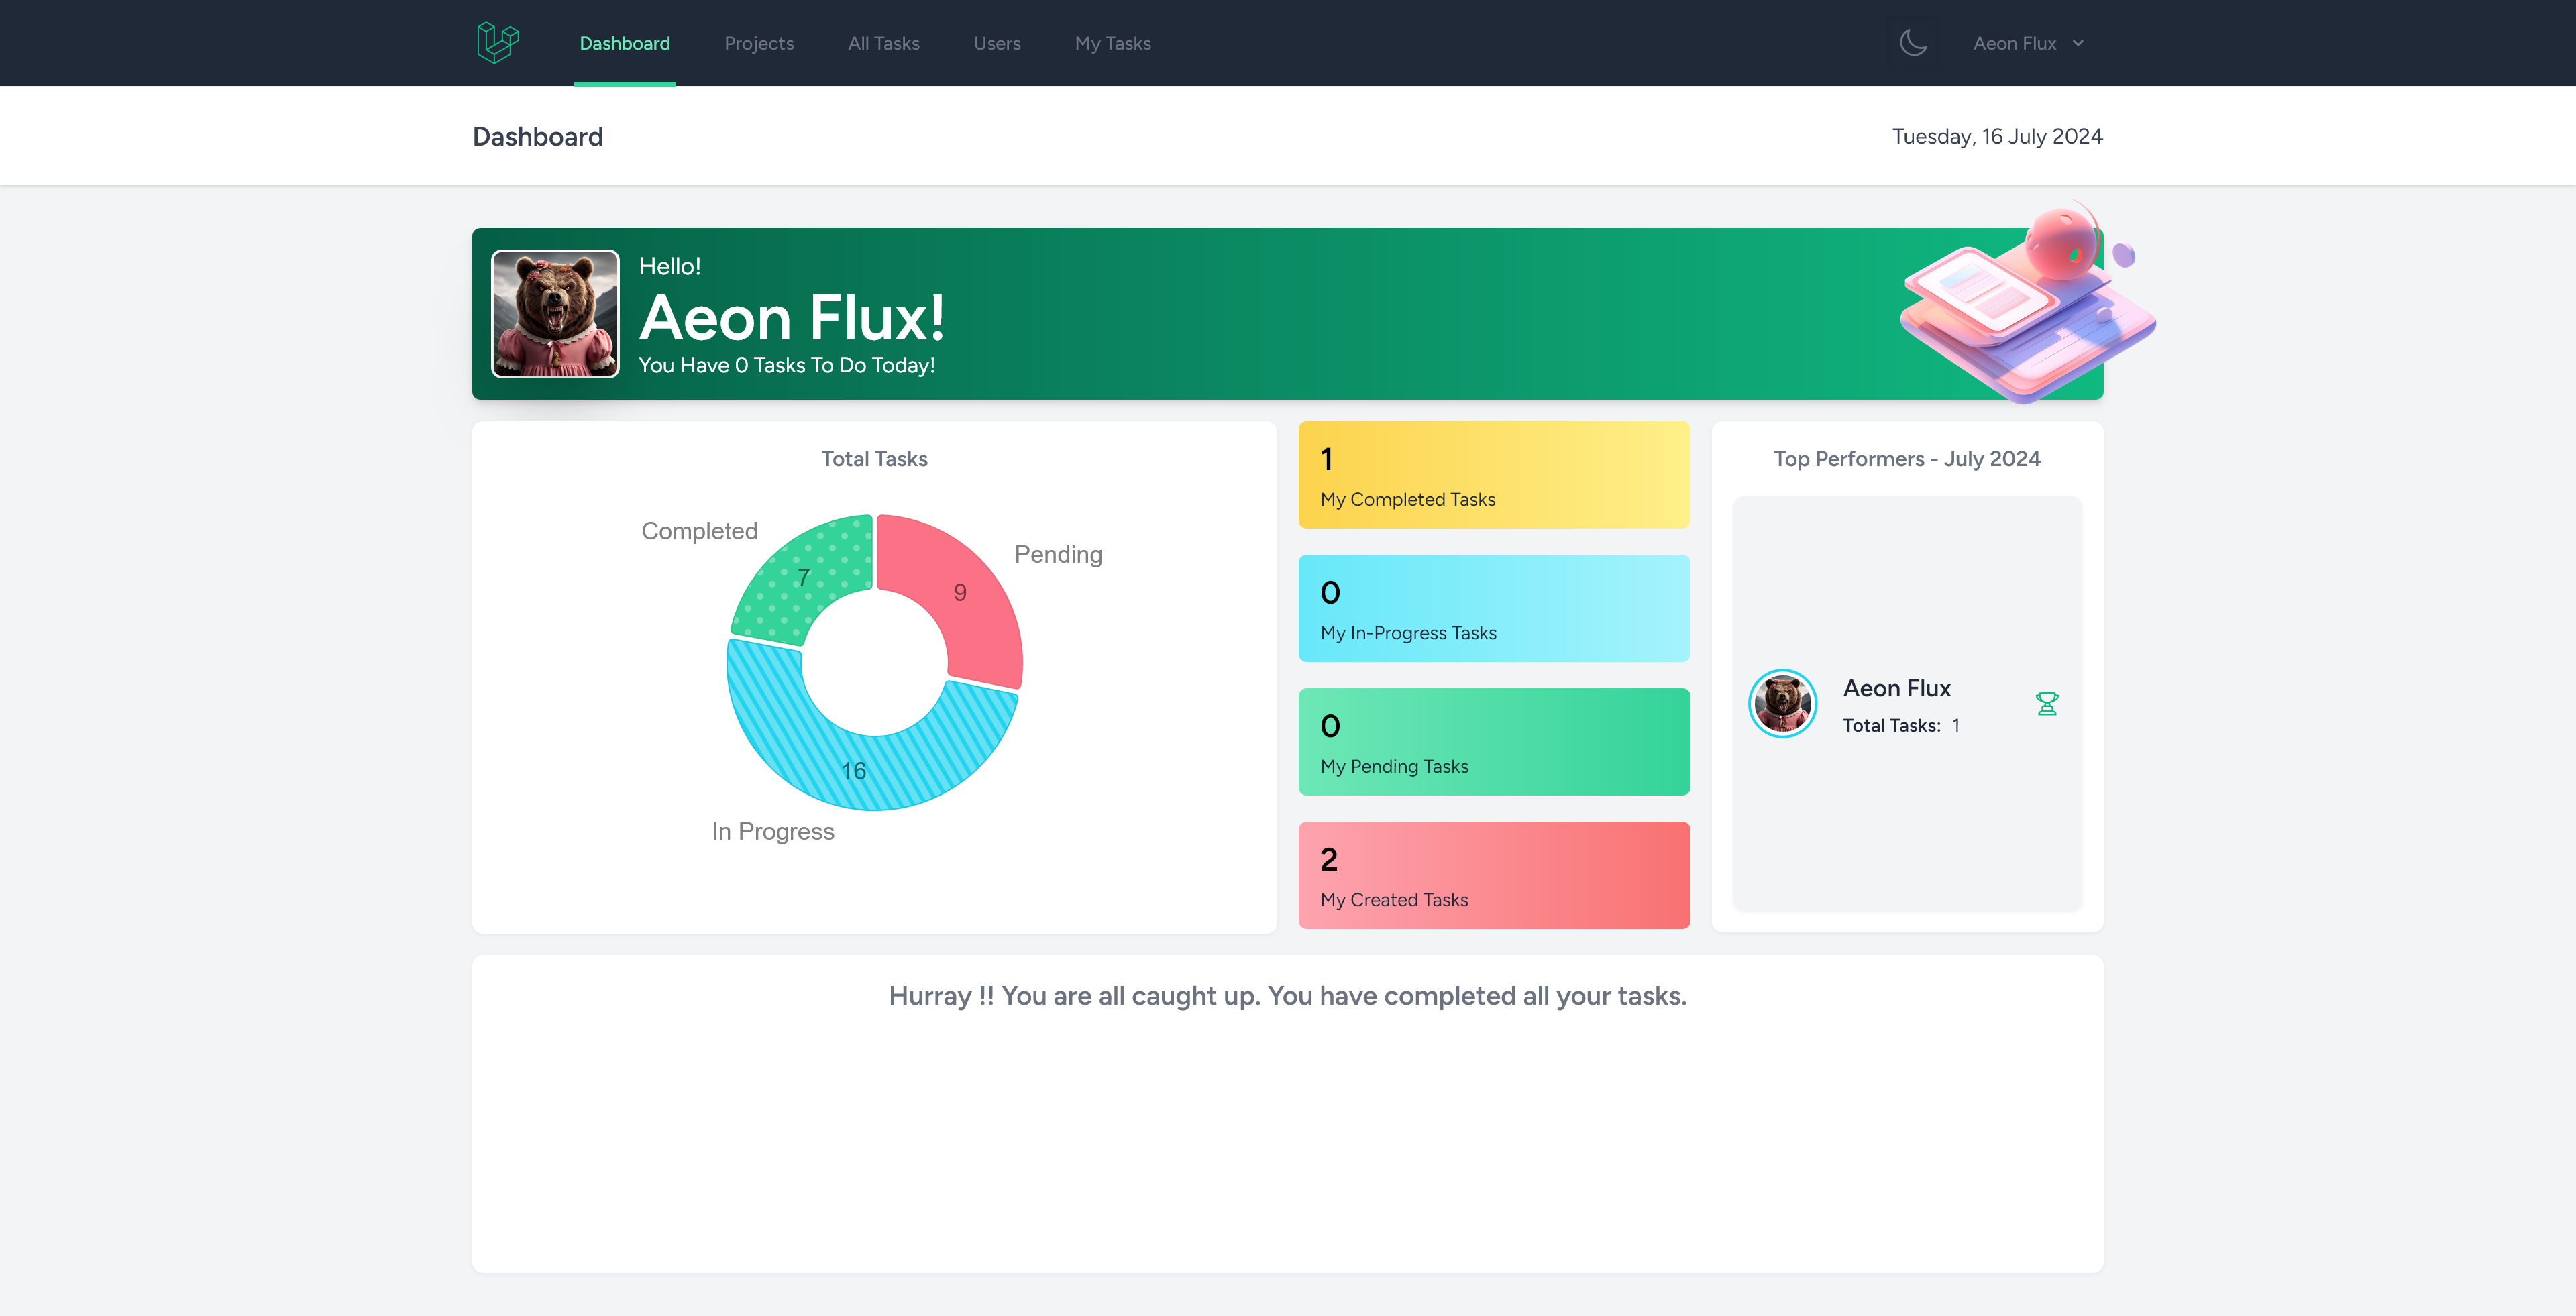 Dashboard
Projects
All Tasks
Users
My Tasks
Aeon Flux
Dashboard
Tuesday, 16 July 2024
Hello!
Aeon Flux!
You Have 0 Tasks To Do Today!
Total Tasks
Completed
Pending
7
9
16
In Progress
1
My Completed Tasks
0
My In-Progress Tasks
0
My Pending Tasks
2
My Created Tasks
Top Performers - July 2024
Aeon Flux
Total Tasks: 1
Hurray !! You are all caught up. You have completed all your tasks.